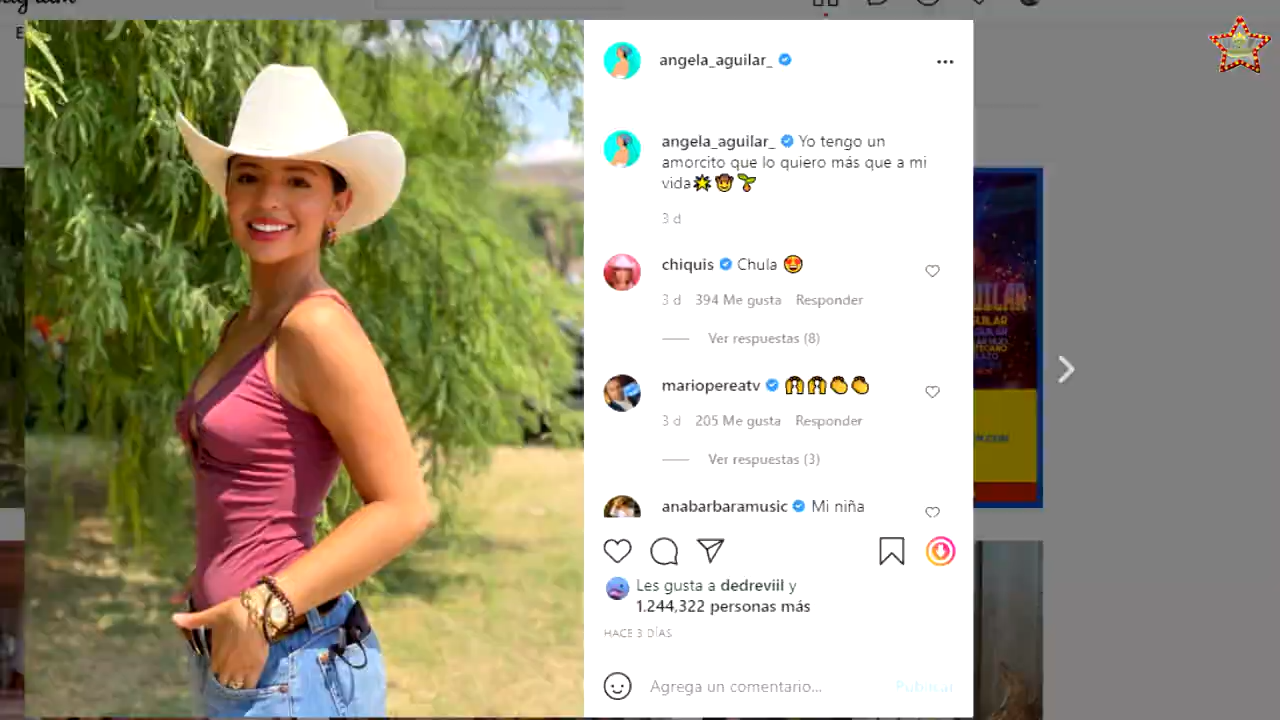 angela_aguilar_
angela_aguilar_ Yo tengo un
amorcito que lo quiero más que a mi
vida
3 d
chiquis Chula
3 d 394 Me gusta Responder
Ver respuestas (8)
mariopereatv
3 d 205 Me gusta Responder
Ver respuestas (3)
anabarbaramusic Mi niña
Les gusta a dedreviil y
1.244,322 personas más
HACE 3 DÍAS
Agrega un comentario... Publicar